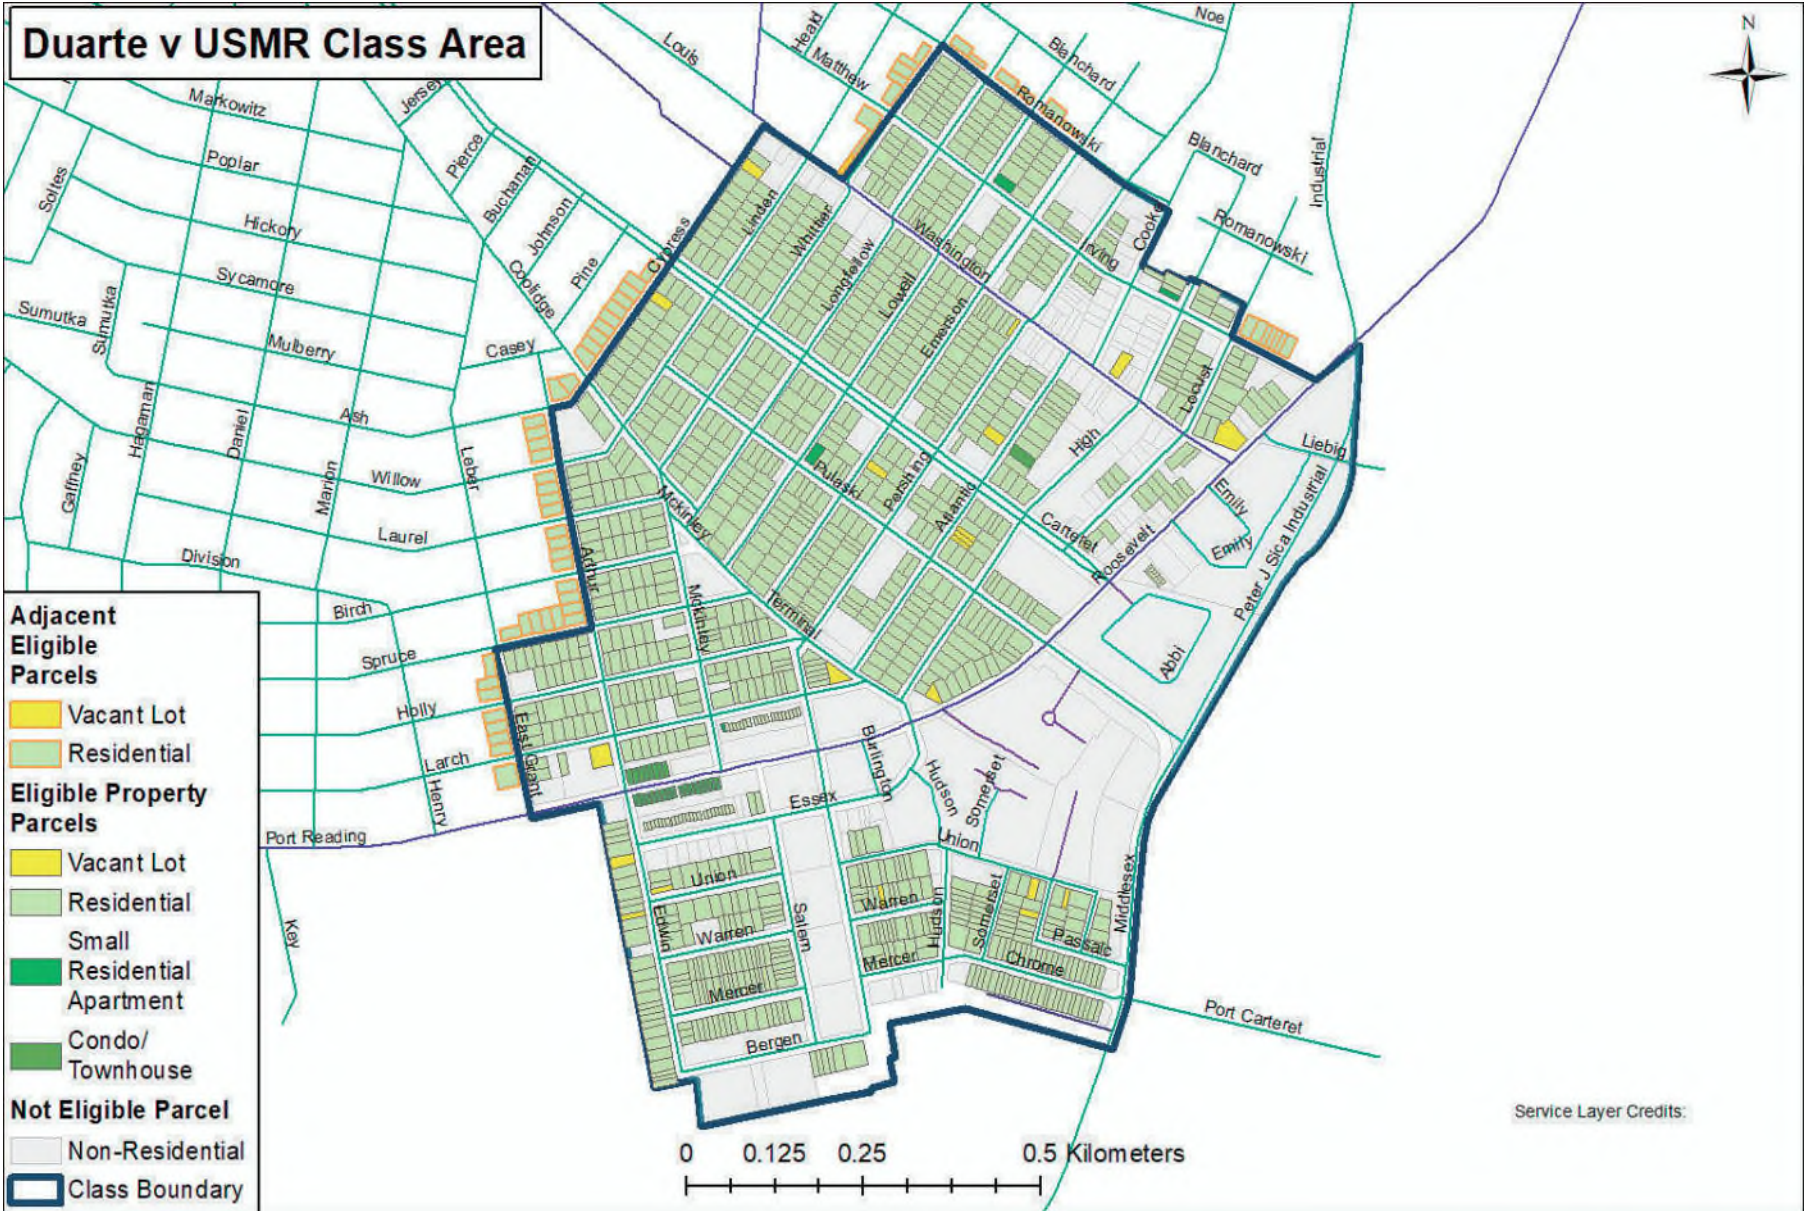 Duarte v USMR Class Area
N
Noe
Heald
Louis
Matthew
Blanchard
Romanowski
Blanchard
Industrial
Romanowski
Jersey
Markowitz
Pierce
Poplar
Buchanan
Soltes
Johnson
Hickory
Pine
Coolidge
Cypress
Linden
Whittier
Longfellow
Lowell
Washington
Emerson
Irving
Cooke
Sycamore
Sumutka
Sumutka
Mulberry
Casey
Locust
Hagaman
Daniel
Ash
Marion
Leber
Willow
Gaffney
Laurel
Division
High
Liebig
Pulaski
Pershing
Atlantic
Mckinley
Carteret
Roosevelt
Emily
Emily
Peter J Sica Industrial
Arthur
Mckinley
Terminal
Abbi
Birch
Spruce
Holly
Larch
Henry
East Grant
Port Reading
Key
Burlington
Essex
Hudson
Somerset
Union
Union
Warren
Warren
Edwin
Salem
Hudson
Somerset
Middlesex
Passaic
Mercer
Mercer
Chrome
Bergen
Port Carteret
Adjacent
Eligible
Parcels
Vacant Lot
Residential
Eligible Property
Parcels
Vacant Lot
Residential
Small
Residential
Apartment
Condo/
Townhouse
Not Eligible Parcel
Non-Residential
Class Boundary
0 0.125 0.25 0.5 Kilometers
Service Layer Credits: